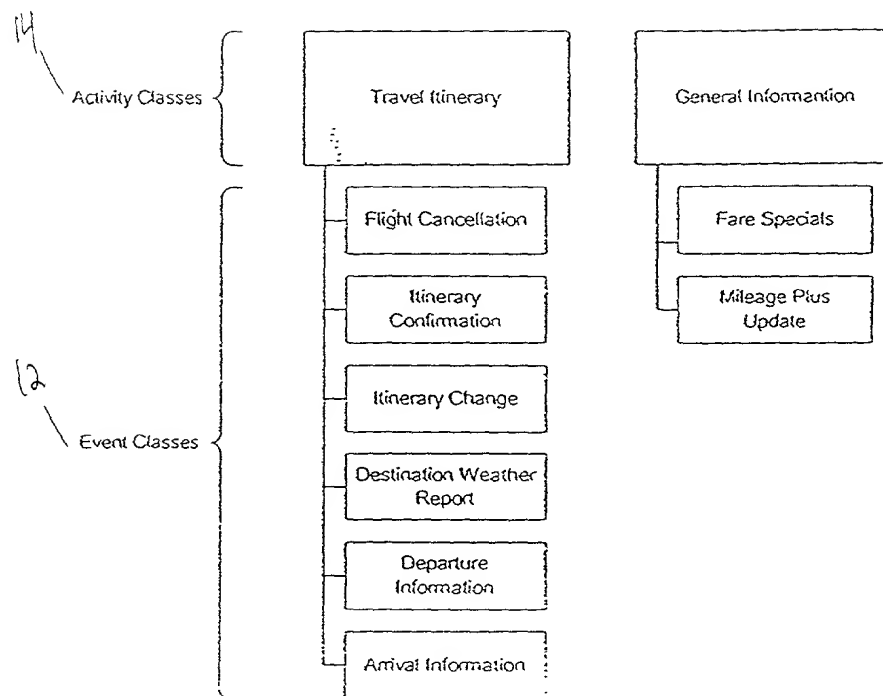 14
Activity Classes
Travel Itinerary
General Informantion
Flight Cancellation
Fare Specials
Itinerary
Confirmation
Mileage Plus
Update
12
Event Classes
Itinerary Change
Destination Weather
Report
Departure
Information
Arrival Information